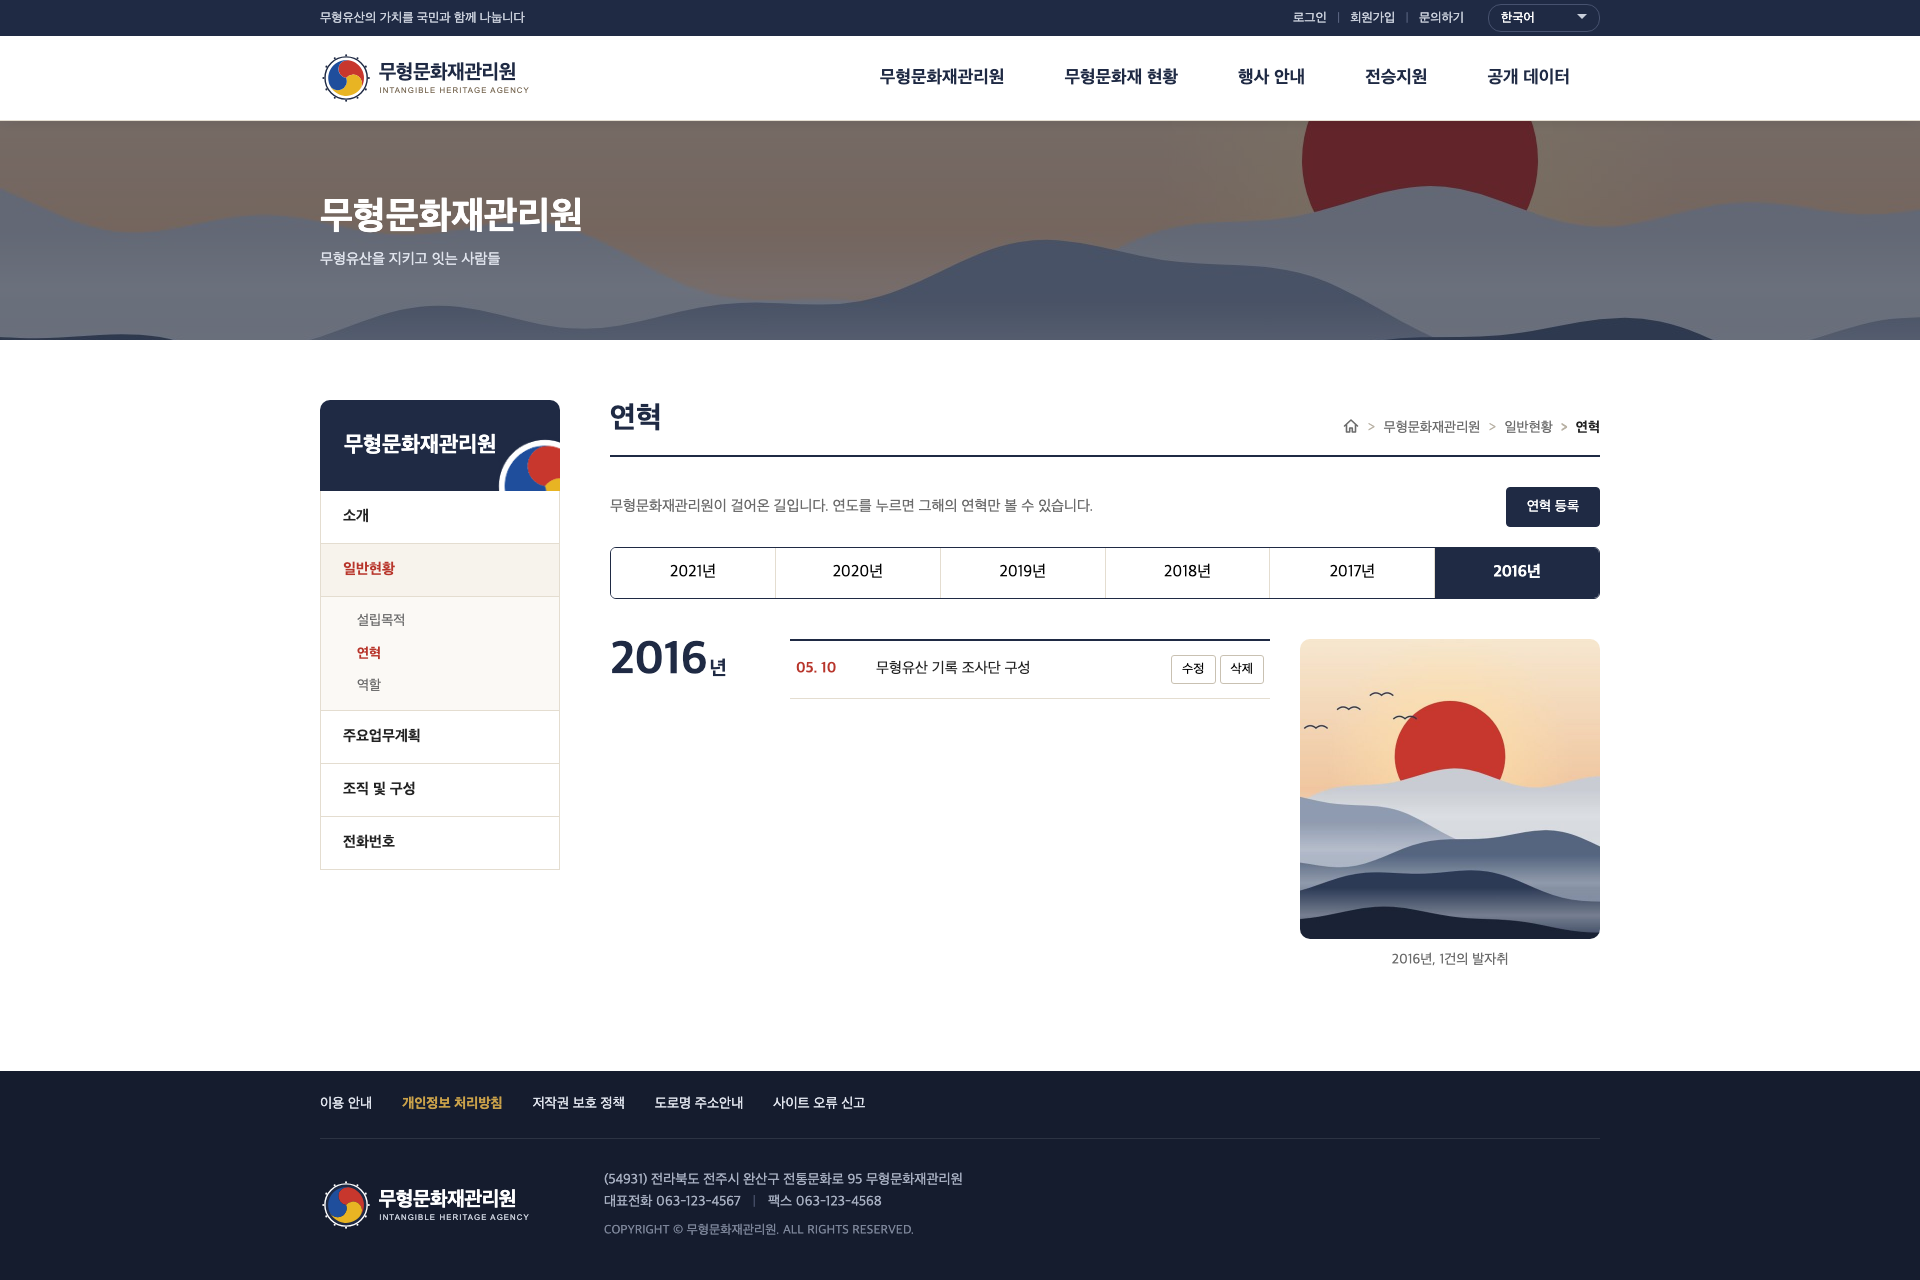 무형유산의 가치를 국민과 함께 나눕니다
로그인 | 회원가입 | 문의하기 한국어
무형문화재관리원
INTANGIBLE HERITAGE AGENCY
무형문화재관리원 무형문화재 현황 행사 안내 전승지원 공개 데이터
무형문화재관리원
무형유산을 지키고 잇는 사람들
무형문화재관리원
소개
일반현황
설립목적
연혁
역할
주요업무계획
조직 및 구성
전화번호
연혁
> 무형문화재관리원 > 일반현황 > 연혁
무형문화재관리원이 걸어온 길입니다. 연도를 누르면 그해의 연혁만 볼 수 있습니다.
연혁 등록
2021년 2020년 2019년 2018년 2017년 2016년
2016년
05. 10 무형유산 기록 조사단 구성 수정 삭제
2016년, 1건의 발자취
이용 안내 개인정보 처리방침 저작권 보호 정책 도로명 주소안내 사이트 오류 신고
무형문화재관리원
INTANGIBLE HERITAGE AGENCY
(54931) 전라북도 전주시 완산구 전통문화로 95 무형문화재관리원
대표전화 063-123-4567 | 팩스 063-123-4568
COPYRIGHT © 무형문화재관리원. ALL RIGHTS RESERVED.